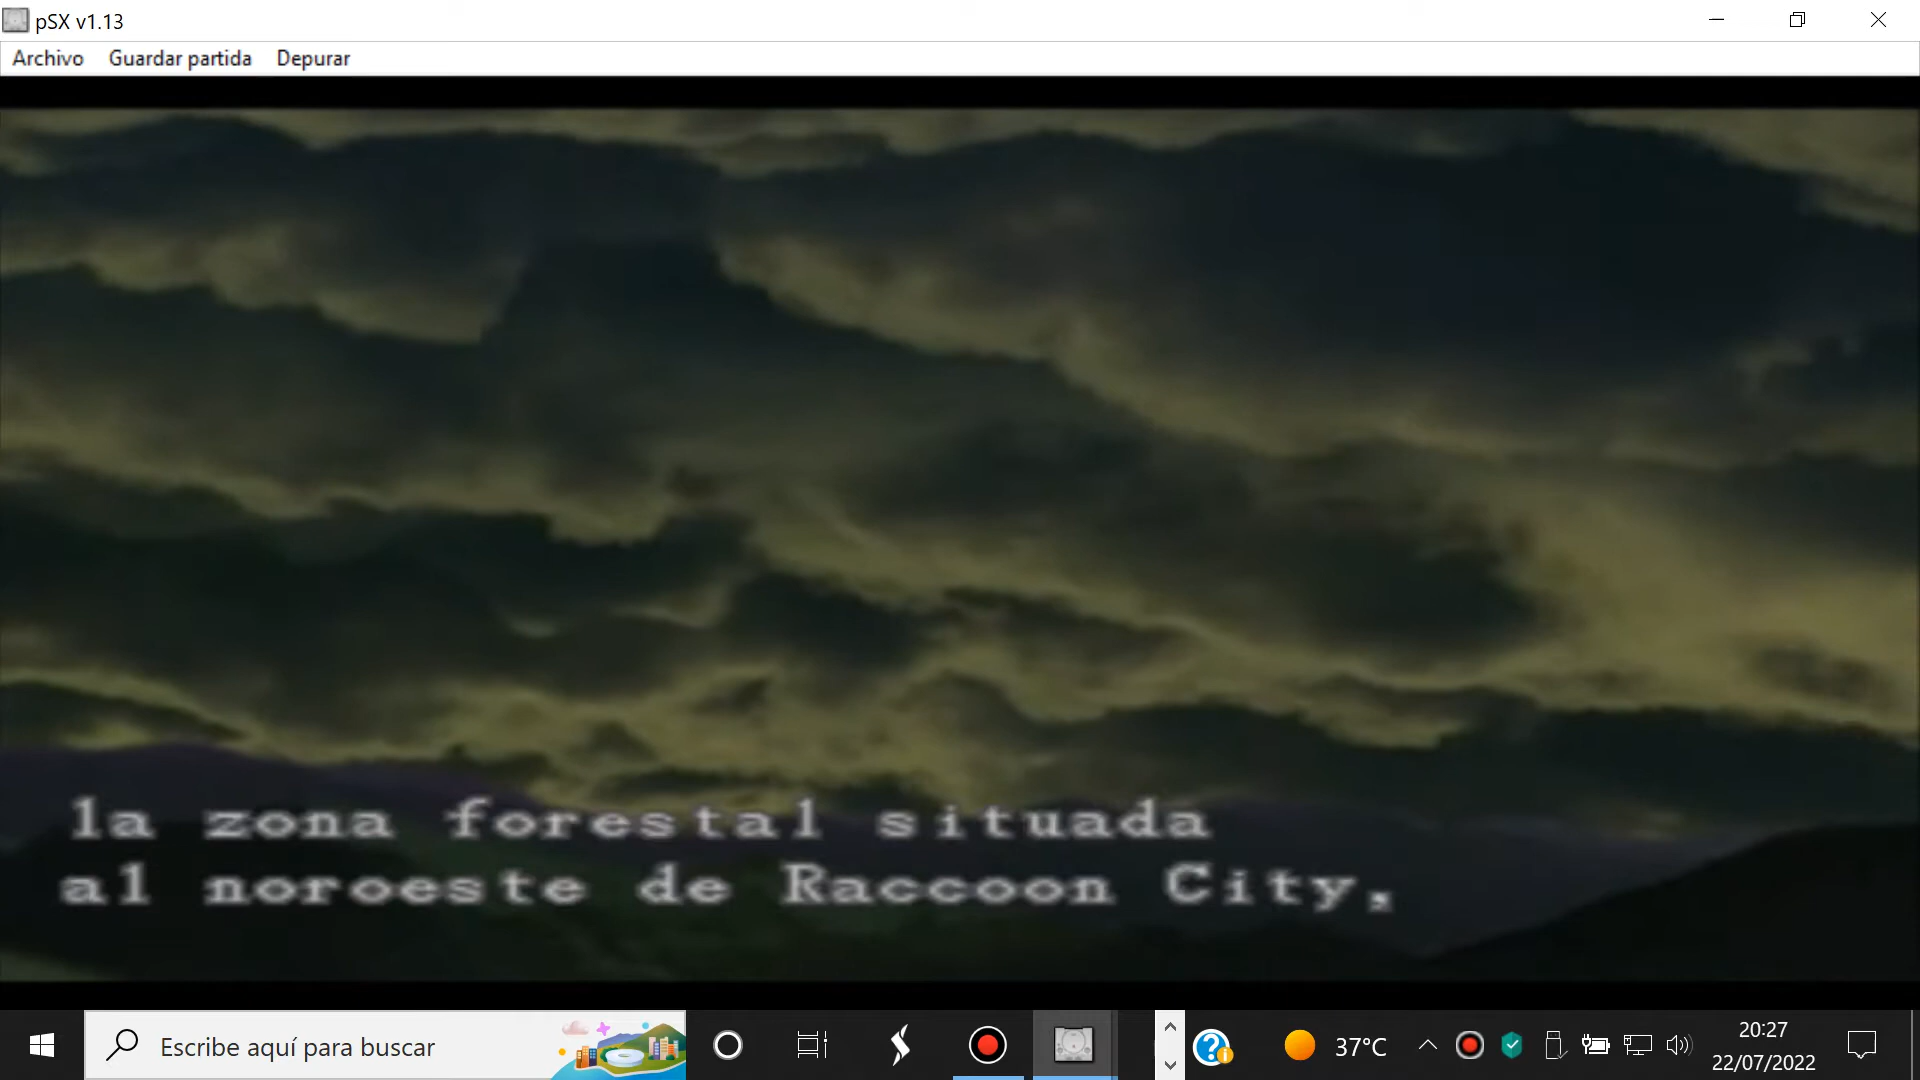 pSX v1.13
Archivo Guardar partida Depurar
la zona forestal situada
al noroeste de Raccoon City,
Escribe aquí para buscar
37°C
20:27
22/07/2022